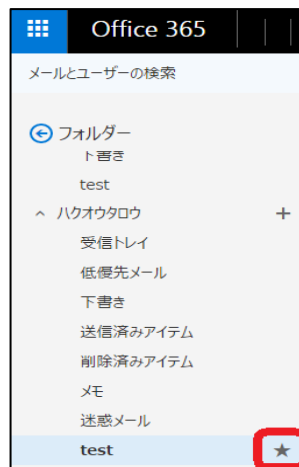 Office 365
メールとユーザーの検索
フォルダー
下書き
test
ハクオウタロウ
受信トレイ
低優先メール
下書き
送信済みアイテム
削除済みアイテム
メモ
迷惑メール
test